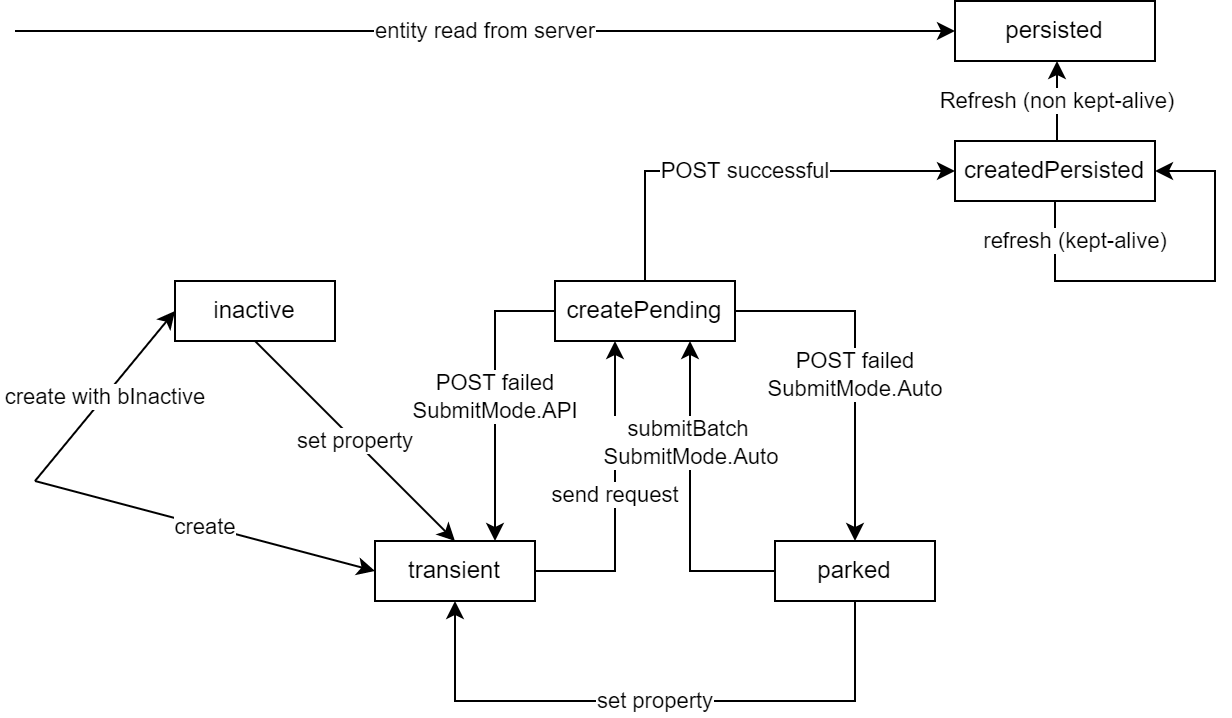 entity read from server
persisted
Refresh (non kept-alive)
POST successful
createdPersisted
refresh (kept-alive)
inactive
createPending
POST failed
SubmitMode.API
POST failed
SubmitMode.Auto
create with bInactive
set property
submitBatch
SubmitMode.Auto
send request
create
transient
parked
set property